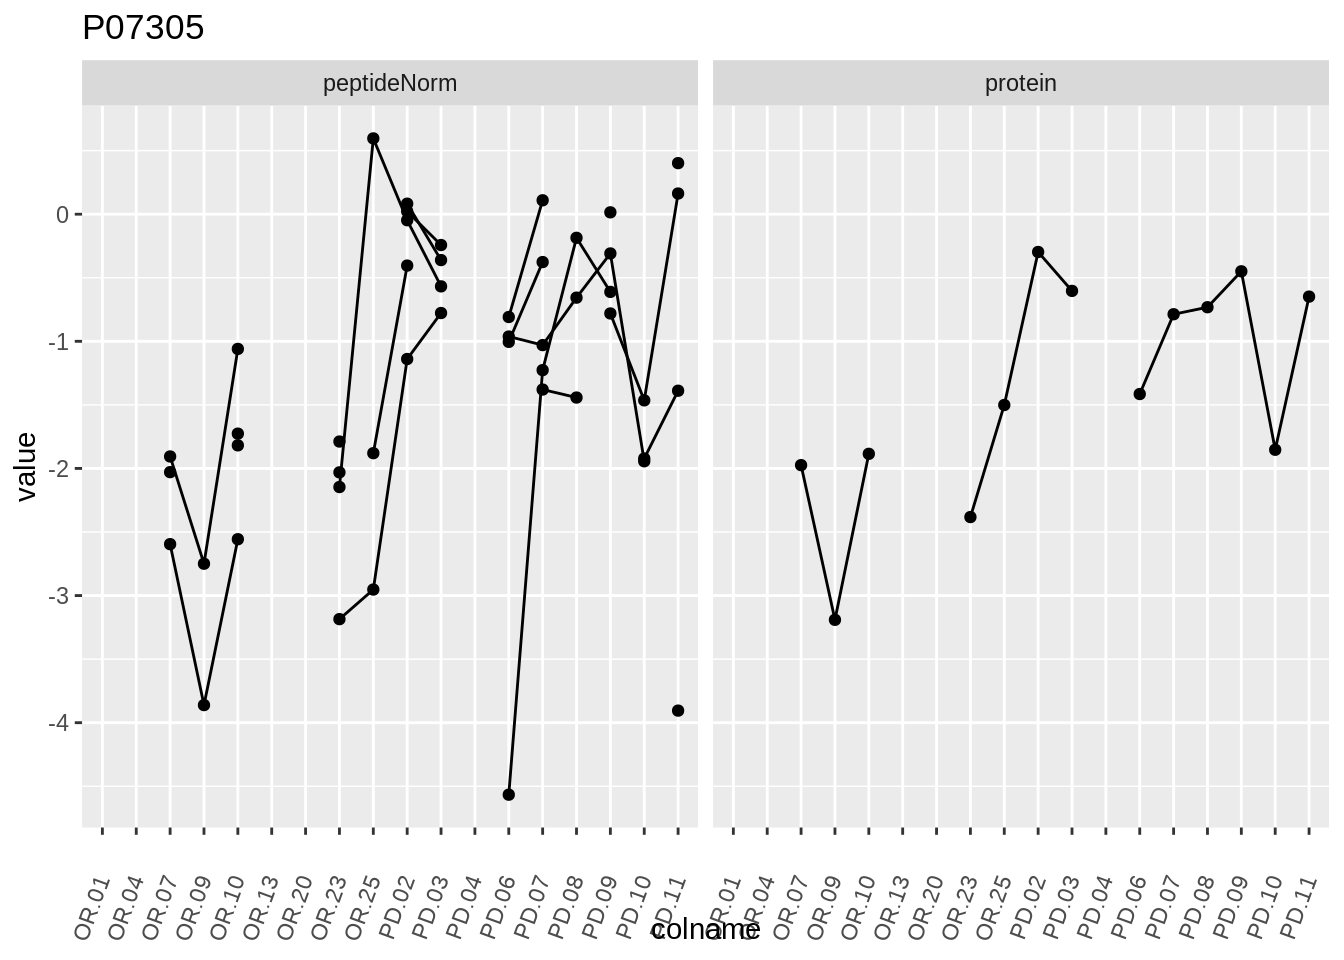 P07305
peptideNorm protein
0
-1
-2
-3
-4
value
OR.01 OR.04 OR.07 OR.09 OR.10 OR.13 OR.20 OR.23 OR.25 PD.02 PD.03 PD.04 PD.06 PD.07 PD.08 PD.09 PD.10 PD.11 OR.01 OR.04 OR.07 OR.09 OR.10 OR.13 OR.20 OR.23 OR.25 PD.02 PD.03 PD.04 PD.06 PD.07 PD.08 PD.09 PD.10 PD.11
colname